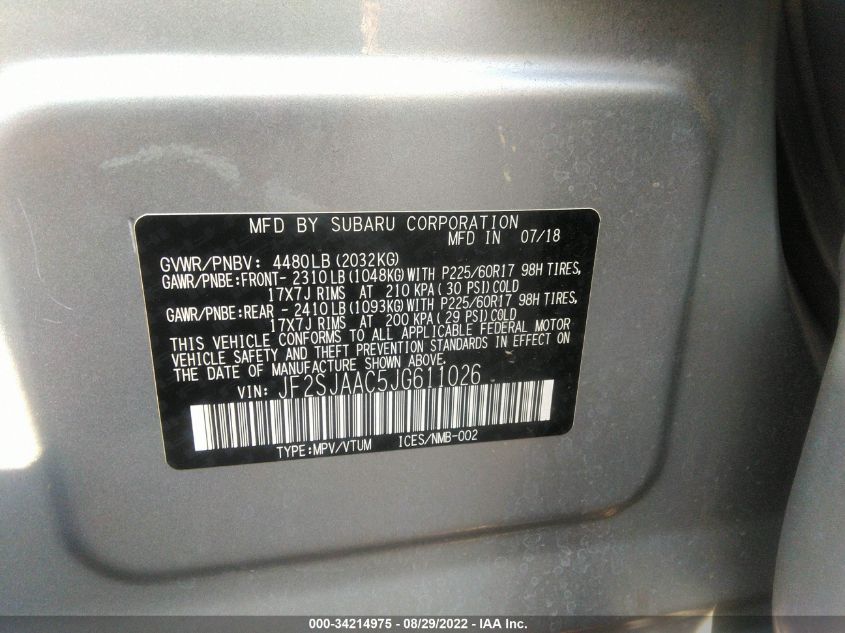 MFD BY SUBARU CORPORATION
MFD IN 07/18
GVWR/PNBV: 4480LB(2032KG)
GAWR/PNBE:FRONT- 2310LB(1048KG)WITH P225/60R17 98H TIRES,
17X7J RIMS AT 210 KPA(30 PSI)COLD
GAWR/PNBE:REAR - 2410LB(1093KG)WITH P225/60R17 98H TIRES,
17X7J RIMS AT 200 KPA(29 PSI)COLD
THIS VEHICLE CONFORMS TO ALL APPLICABLE FEDERAL MOTOR
VEHICLE SAFETY AND THEFT PREVENTION STANDARDS IN EFFECT ON
THE DATE OF MANUFACTURE SHOWN ABOVE.
VIN: JF2SJAAC5JG611026
TYPE:MPV/VTUM ICES/NMB-002
000-34214975 - 08/29/2022 - IAA Inc.